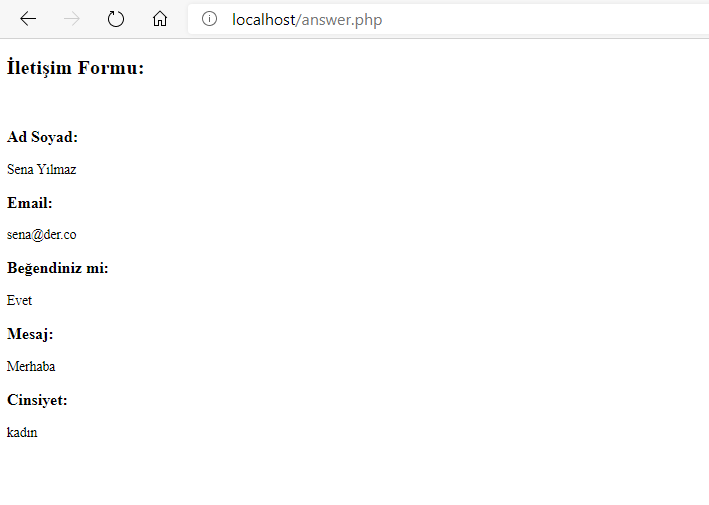 localhost/answer.php
İletişim Formu:
Ad Soyad:
Sena Yılmaz
Email:
sena@der.co
Beğendiniz mi:
Evet
Mesaj:
Merhaba
Cinsiyet:
kadın